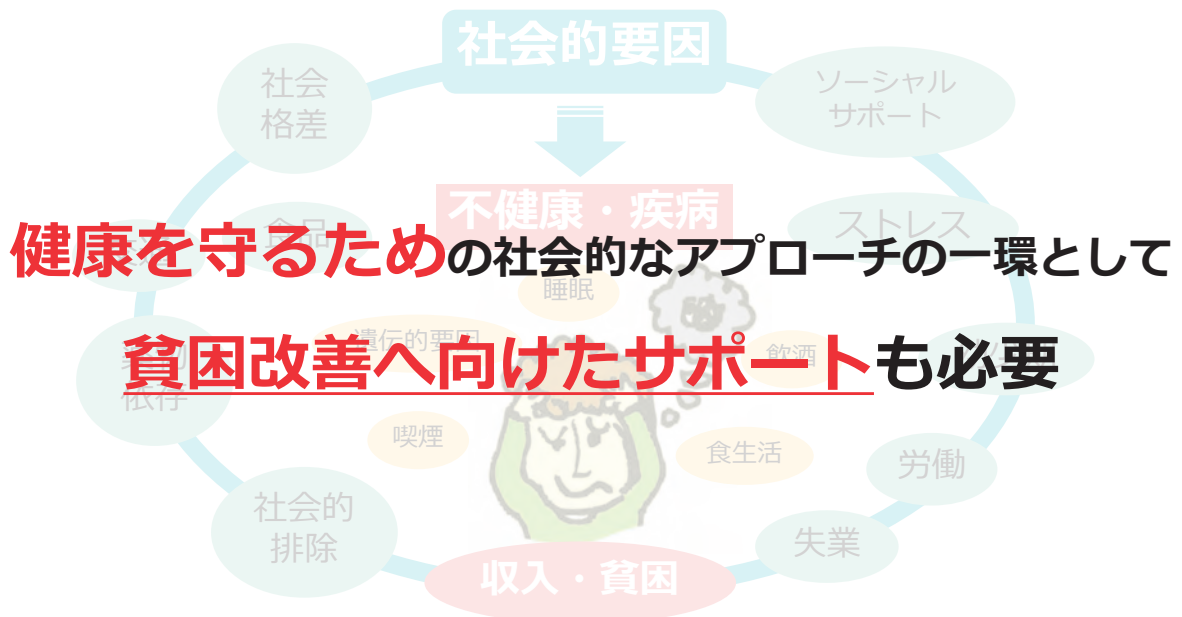 社会的要因
社会
格差
ソーシャル
サポート
不健康・疾病
食品
ストレス
健康を守るための社会的なアプローチの一環として
睡眠
遺伝的要因
飲酒
貧困改善へ向けたサポートも必要
依存
喫煙
食生活
労働
社会的
排除
失業
収入・貧困